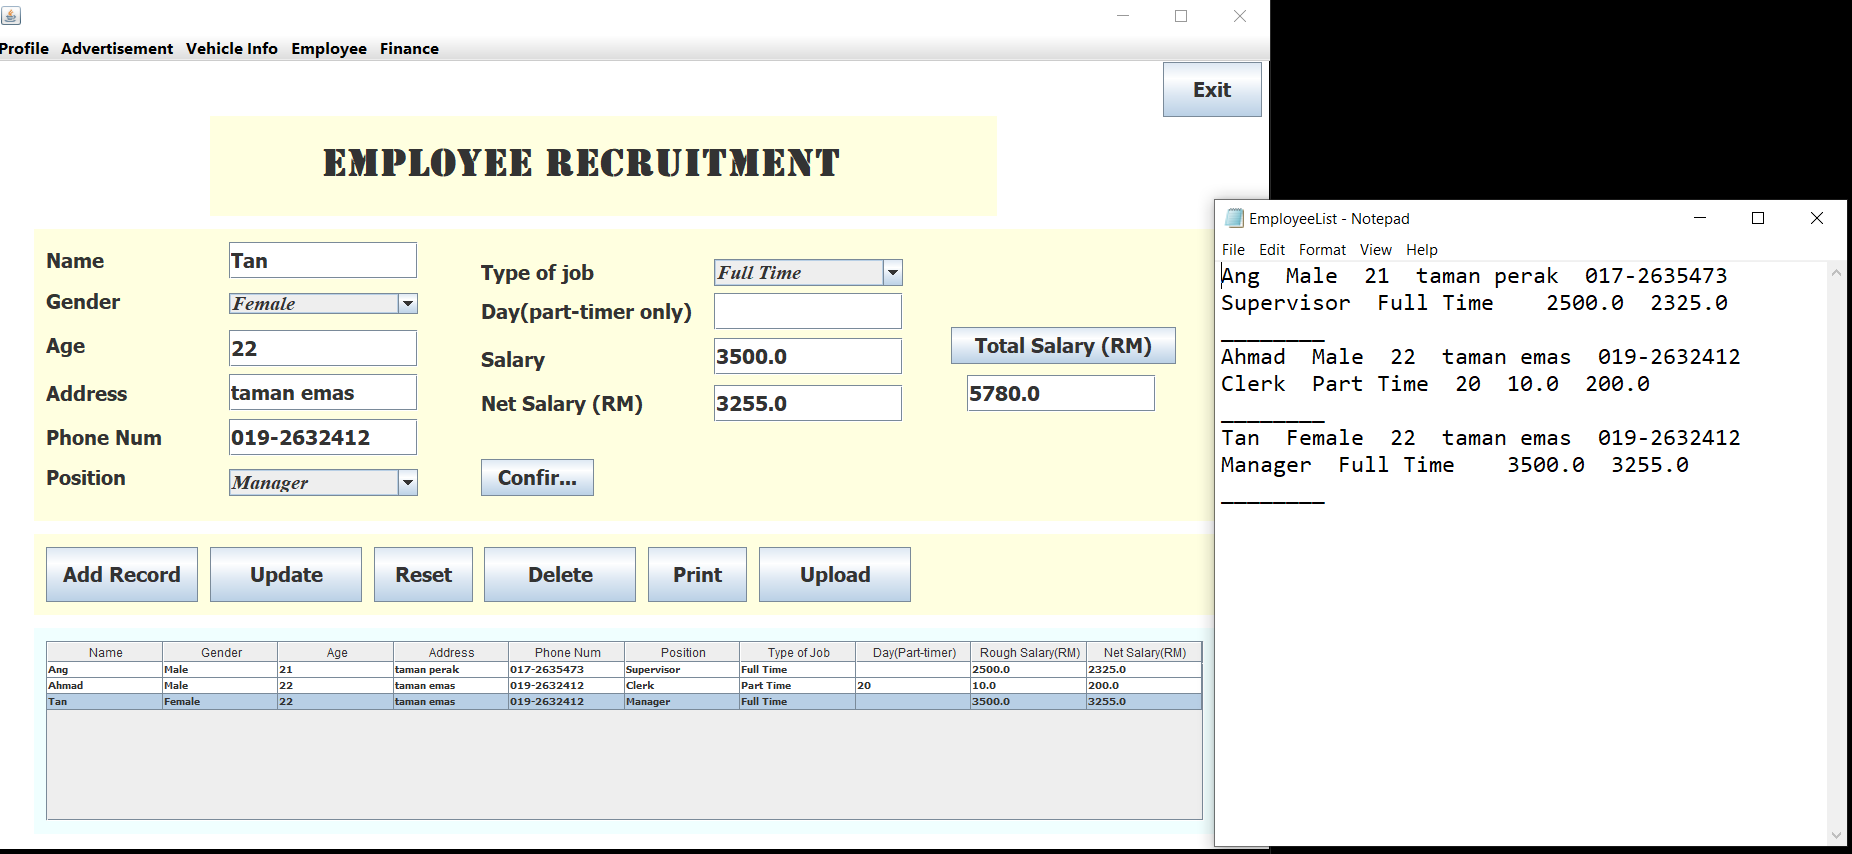 Profile Advertisement Vehicle Info Employee Finance
Exit
EMPLOYEE RECRUITMENT
Name Tan
Gender Female
Age 22
Address taman emas
Phone Num 019-2632412
Position Manager
Type of job Full Time
Day(part-timer only)
Salary 3500.0
Net Salary (RM) 3255.0
Confir...
Total Salary (RM)
5780.0
Add Record Update Reset Delete Print Upload
Name Gender Age Address Phone Num Position Type of Job Day(Part-timer) Rough Salary(RM) Net Salary(RM)
Ang Male 21 taman perak 017-2635473 Supervisor Full Time 2500.0 2325.0
Ahmad Male 22 taman emas 019-2632412 Clerk Part Time 20 10.0 200.0
Tan Female 22 taman emas 019-2632412 Manager Full Time 3500.0 3255.0
EmployeeList - Notepad
File Edit Format View Help
Ang Male 21 taman perak 017-2635473
Supervisor Full Time 2500.0 2325.0
________
Ahmad Male 22 taman emas 019-2632412
Clerk Part Time 20 10.0 200.0
________
Tan Female 22 taman emas 019-2632412
Manager Full Time 3500.0 3255.0
________